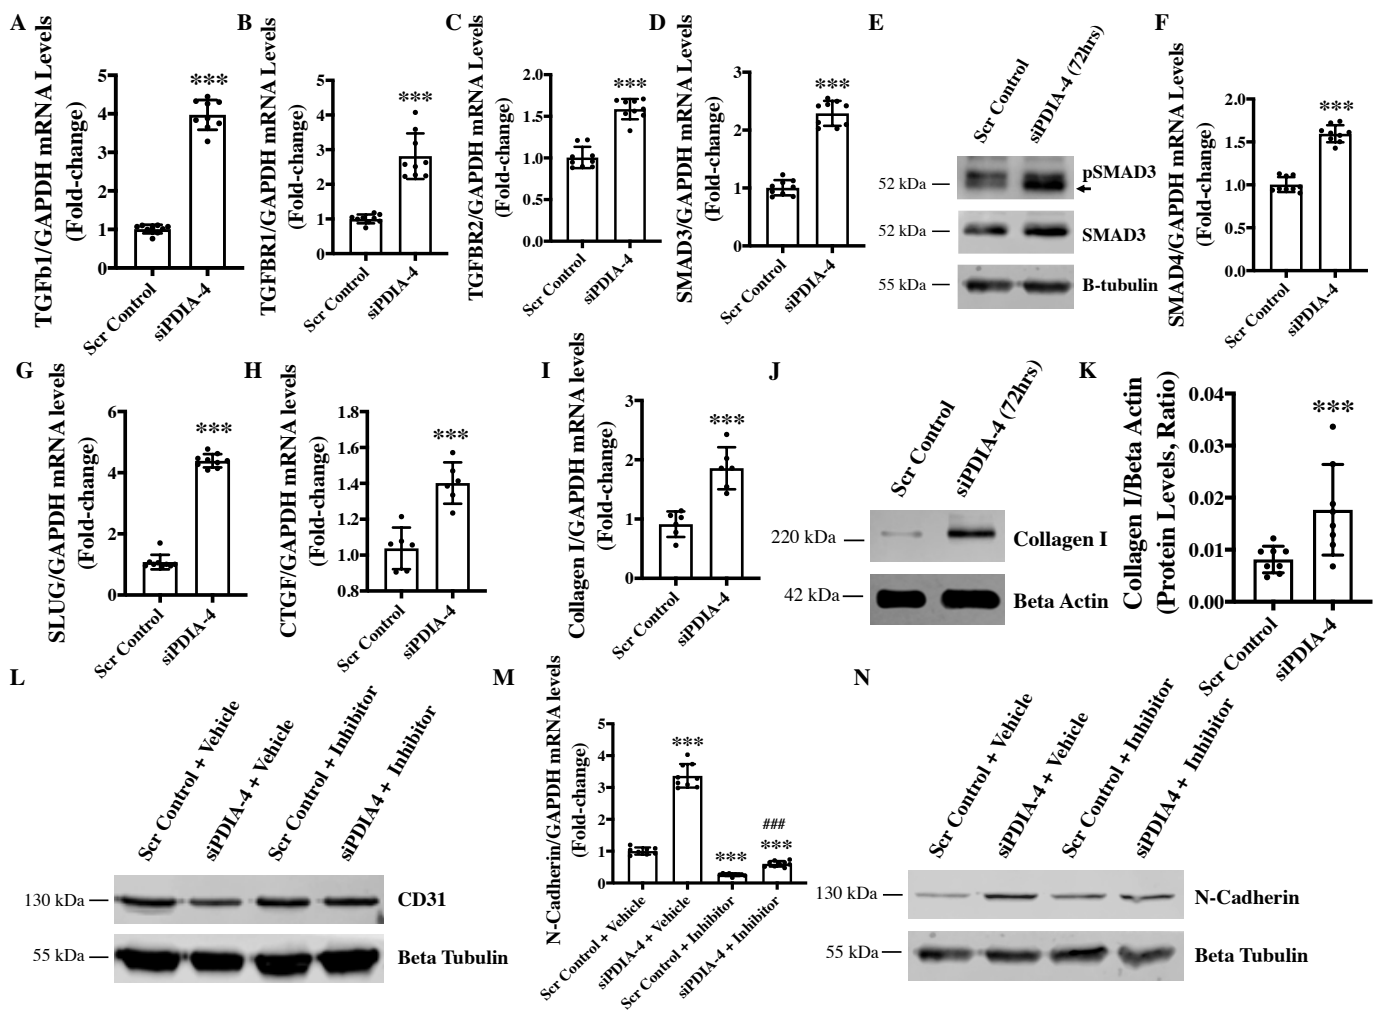 A
TGFb1/GAPDH mRNA Levels
(Fold-change)
5
4
3
2
1
0
***
Scr Control
siPDIA-4
B
TGFBR1/GAPDH mRNA Levels
(Fold-change)
5
4
3
2
1
0
***
Scr Control
siPDIA-4
C
TGFBR2/GAPDH mRNA Levels
(Fold-change)
2.0
1.5
1.0
0.5
0.0
***
Scr Control
siPDIA-4
D
SMAD3/GAPDH mRNA Levels
(Fold-change)
3
2
1
0
***
Scr Control
siPDIA-4
E
Scr Control
siPDIA-4 (72hrs)
52 kDa
pSMAD3
52 kDa
SMAD3
55 kDa
B-tubulin
F
SMAD4/GAPDH mRNA Levels
(Fold-change)
2.0
1.5
1.0
0.5
0.0
***
Scr Control
siPDIA-4
G
SLUG/GAPDH mRNA levels
(Fold-change)
6
4
2
0
***
Scr Control
siPDIA-4
H
CTGF/GAPDH mRNA levels
(Fold-change)
1.8
1.6
1.4
1.2
1.0
0.8
***
Scr Control
siPDIA-4
I
Collagen I/GAPDH mRNA levels
(Fold-change)
3
2
1
0
***
Scr Control
siPDIA-4
J
Scr Control
siPDIA-4 (72hrs)
220 kDa
Collagen I
42 kDa
Beta Actin
K
Collagen I/Beta Actin
(Protein Levels, Ratio)
0.04
0.03
0.02
0.01
0.00
***
Scr Control
siPDIA-4
L
Scr Control + Vehicle
siPDIA-4 + Vehicle
Scr Control + Inhibitor
siPDIA4 + Inhibitor
130 kDa
CD31
55 kDa
Beta Tubulin
M
N-Cadherin/GAPDH mRNA levels
(Fold-change)
5
4
3
2
1
0
***
***
###
***
Scr Control + Vehicle
siPDIA-4 + Vehicle
Scr Control + Inhibitor
siPDIA-4 + Inhibitor
N
Scr Control + Vehicle
siPDIA-4 + Vehicle
Scr Control + Inhibitor
siPDIA4 + Inhibitor
130 kDa
N-Cadherin
55 kDa
Beta Tubulin